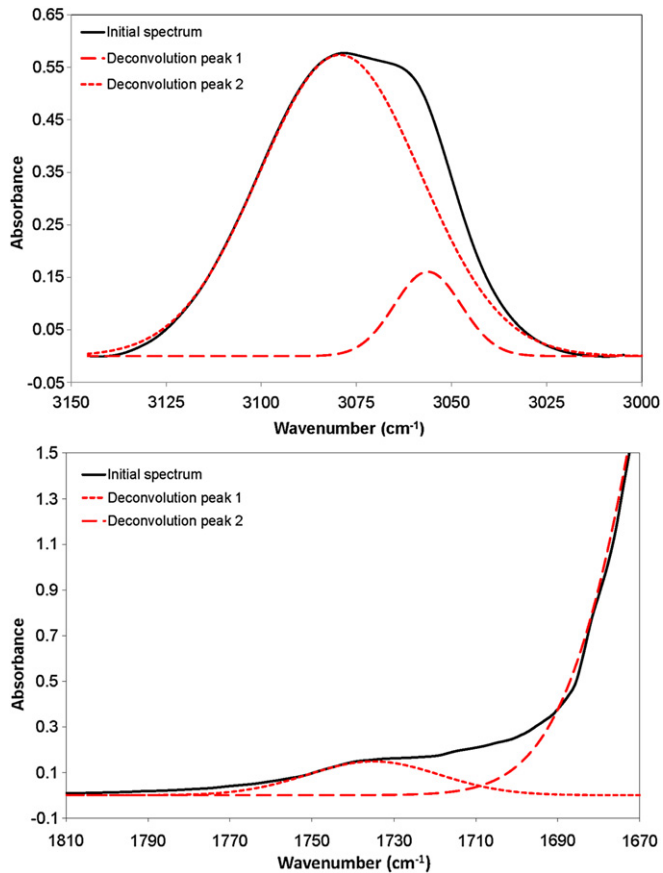 0.65
0.55
0.45
0.35
0.25
0.15
0.05
-0.05
Absorbance
Initial spectrum
Deconvolution peak 1
Deconvolution peak 2
3150 3125 3100 3075 3050 3025 3000
Wavenumber (cm-1)
1.5
1.3
1.1
0.9
0.7
0.5
0.3
0.1
-0.1
Absorbance
Initial spectrum
Deconvolution peak 1
Deconvolution peak 2
1810 1790 1770 1750 1730 1710 1690 1670
Wavenumber (cm-1)